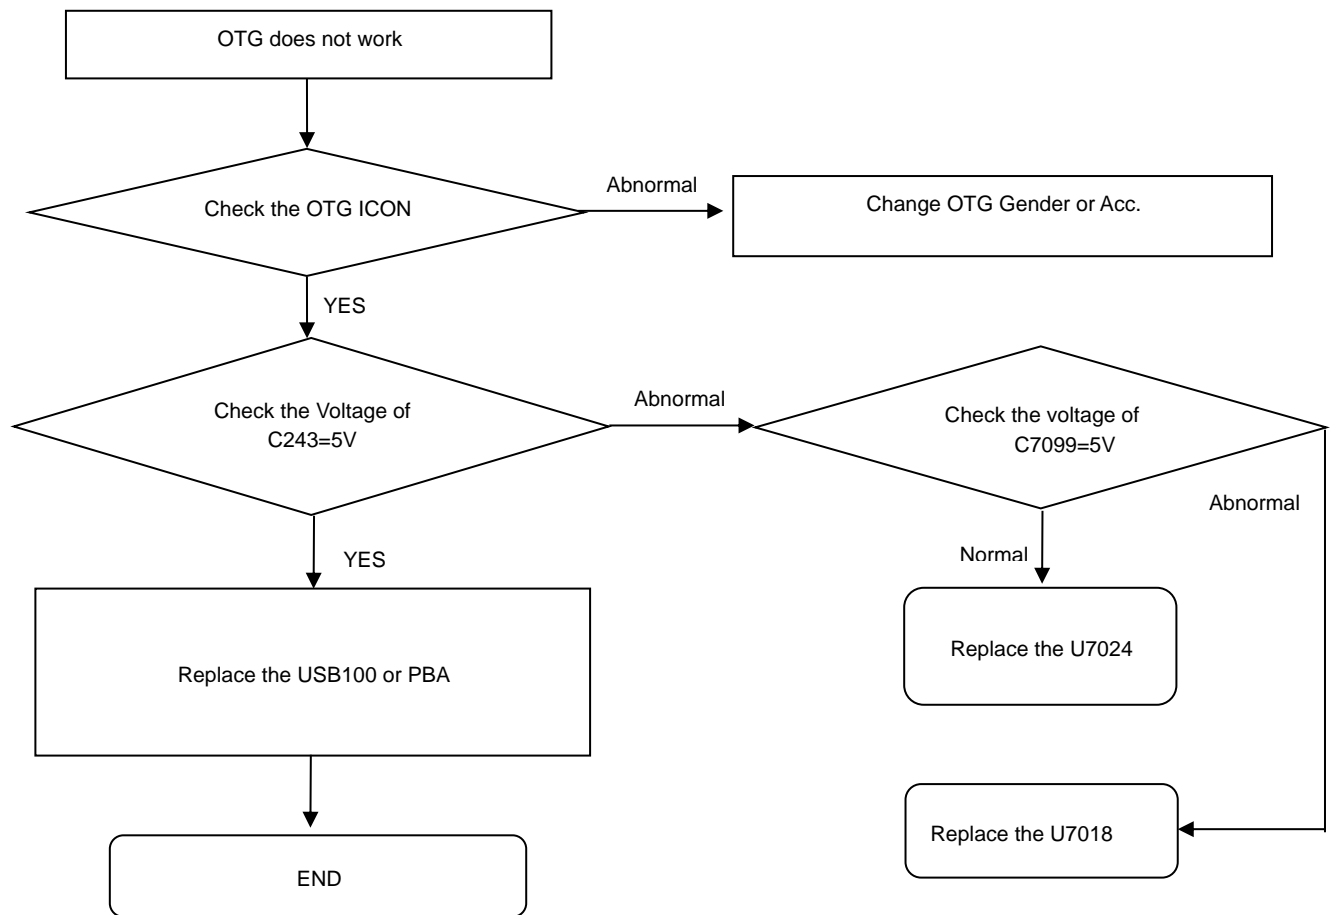 OTG does not work
Check the OTG ICON
Abnormal
Change OTG Gender or Acc.
YES
Check the Voltage of
C243=5V
Abnormal
Check the voltage of
C7099=5V
Abnormal
YES
Normal
Replace the USB100 or PBA
Replace the U7024
Replace the U7018
END